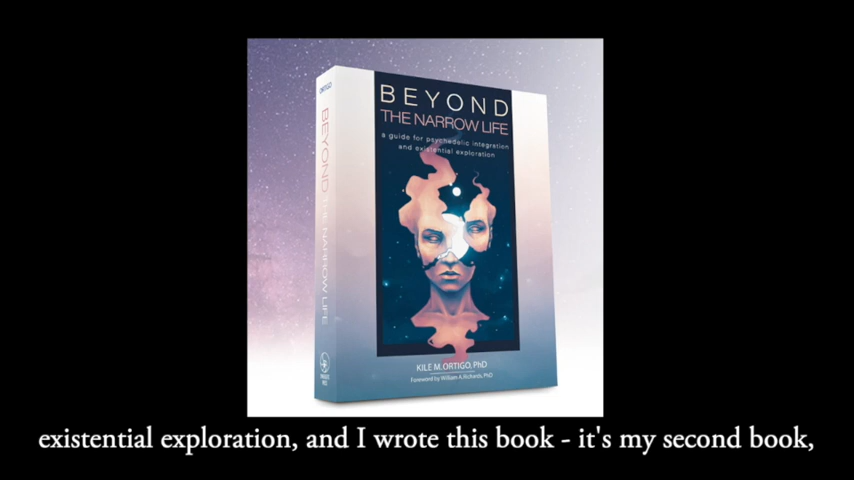 ORTIGO
BEYOND THE NARROW LIFE
BEYOND
THE NARROW LIFE
a guide for psychedelic integration
and existential exploration
KILE M. ORTIGO, PhD
Foreword by William A. Richards, PhD
existential exploration, and I wrote this book - it's my second book,